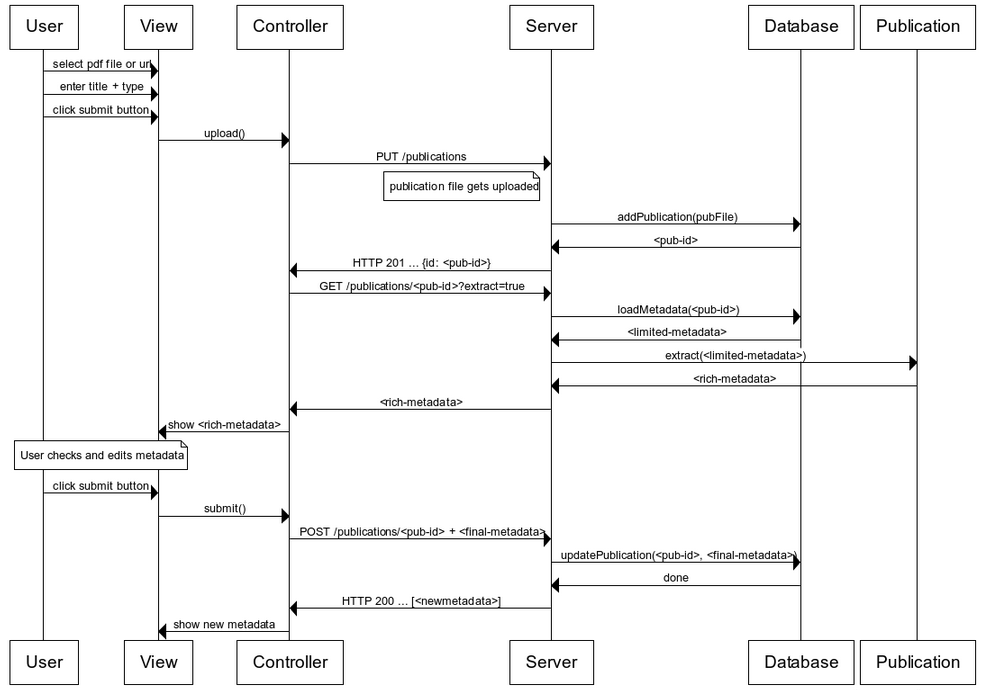 User
View
Controller
Server
Database
Publication
select pdf file or url
enter title + type
click submit button
upload()
PUT /publications
publication file gets uploaded
addPublication(pubFile)
<pub-id>
HTTP 201 ... {id: <pub-id>}
GET /publications/<pub-id>?extract=true
loadMetadata(<pub-id>)
<limited-metadata>
extract(<limited-metadata>)
<rich-metadata>
<rich-metadata>
show <rich-metadata>
User checks and edits metadata
click submit button
submit()
POST /publications/<pub-id> + <final-metadata>
updatePublication(<pub-id>, <final-metadata>)
done
HTTP 200 ... [<newmetadata>]
show new metadata
User
View
Controller
Server
Database
Publication